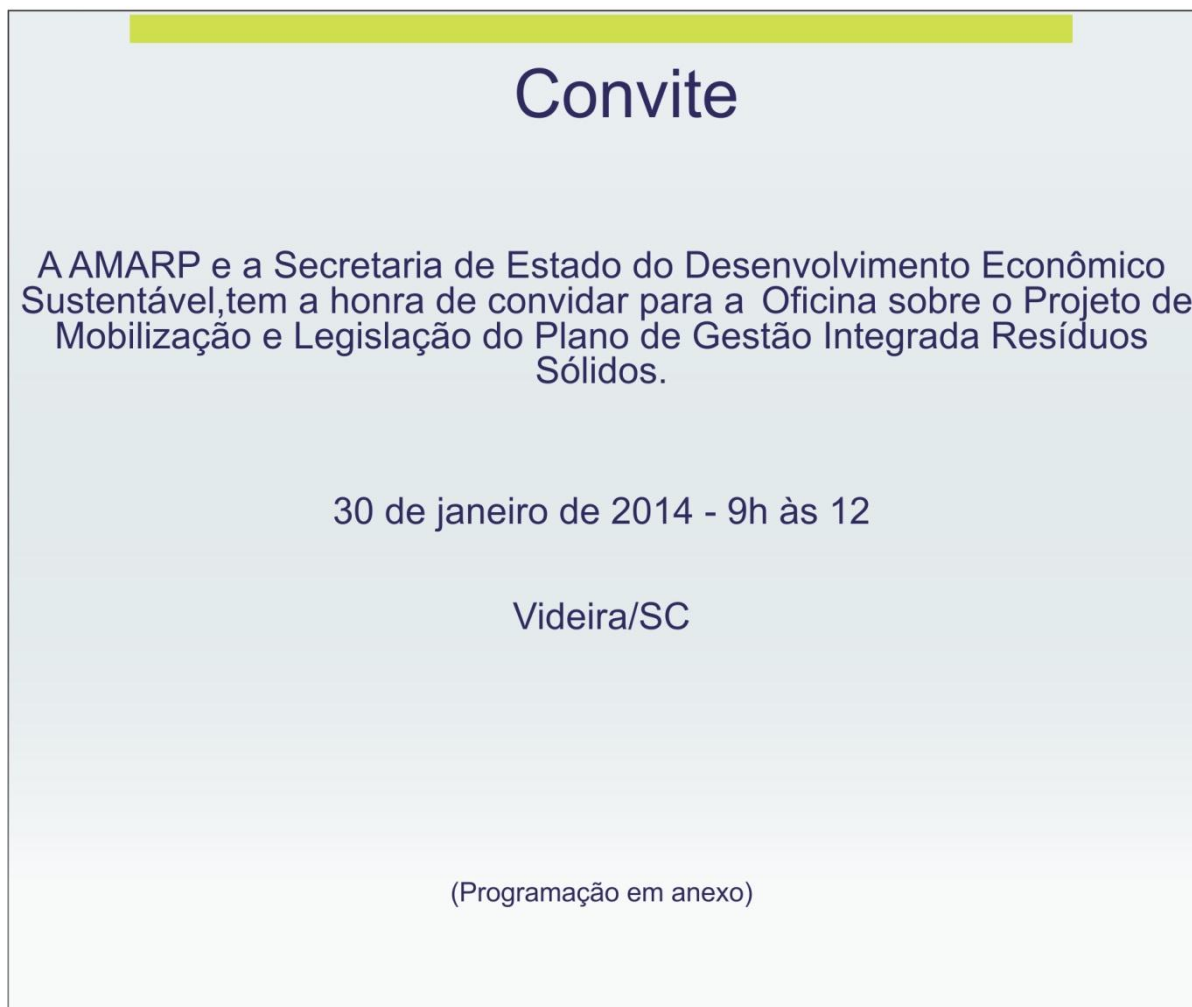 Convite
A AMARP e a Secretaria de Estado do Desenvolvimento Econômico
Sustentável,tem a honra de convidar para a Oficina sobre o Projeto de
Mobilização e Legislação do Plano de Gestão Integrada Resíduos
Sólidos.
30 de janeiro de 2014 - 9h às 12
Videira/SC
(Programação em anexo)